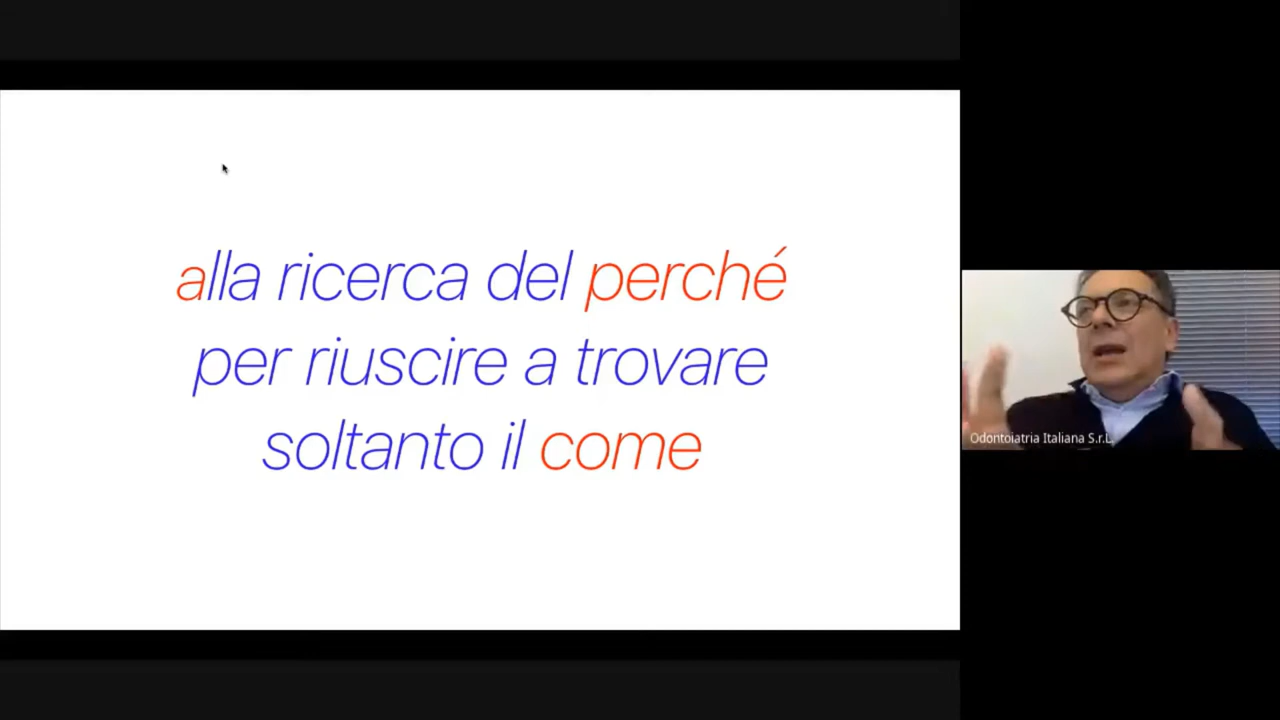 alla ricerca del perché
per riuscire a trovare
soltanto il come
Odontoiatria Italiana S.r.L.